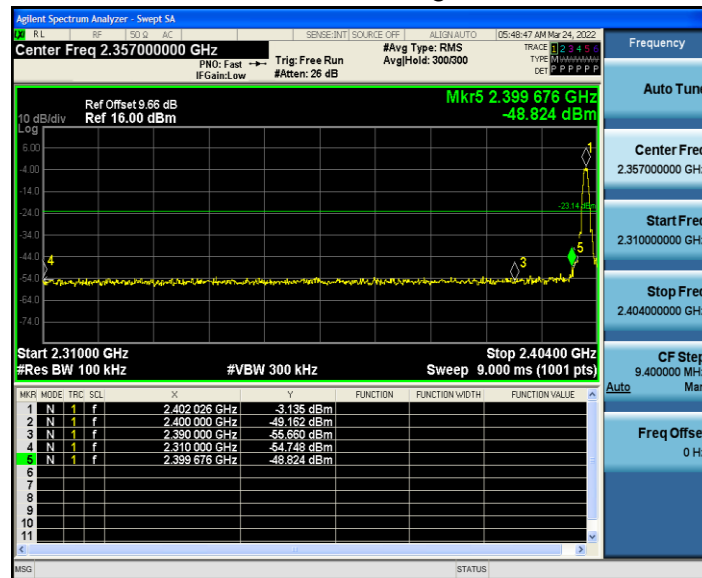 Agilent Spectrum Analyzer - Swept SA
RL RF 50 Ω AC SENSE:INT SOURCE OFF ALIGN AUTO 05:48:47 AM Mar 24, 2022
Center Freq 2.357000000 GHz
PNO: Fast
IFGain:Low
Trig: Free Run
#Atten: 26 dB
#Avg Type: RMS
Avg|Hold: 300/300
TRACE 1 2 3 4 5 6
TYPE M
DET P P P P P P
Ref Offset 9.66 dB
Ref 16.00 dBm
10 dB/div
Log
Mkr5 2.399 676 GHz
-48.824 dBm
6.00
-4.00
-14.0
-24.0
-34.0
-44.0
-54.0
-64.0
-74.0
1
-23.14 dBm
5
4
3
Start 2.31000 GHz Stop 2.40400 GHz
#Res BW 100 kHz #VBW 300 kHz Sweep 9.000 ms (1001 pts)
MKR MODE TRC SCL X Y FUNCTION FUNCTION WIDTH FUNCTION VALUE
1 N 1 f 2.402 026 GHz -3.135 dBm
2 N 1 f 2.400 000 GHz -49.162 dBm
3 N 1 f 2.390 000 GHz -55.660 dBm
4 N 1 f 2.310 000 GHz -54.748 dBm
5 N 1 f 2.399 676 GHz -48.824 dBm
6
7
8
9
10
11
MSG STATUS
Frequency
Auto Tune
Center Freq
2.357000000 GHz
Start Freq
2.310000000 GHz
Stop Freq
2.404000000 GHz
CF Step
9.400000 MHz
Auto Man
Freq Offset
0 Hz